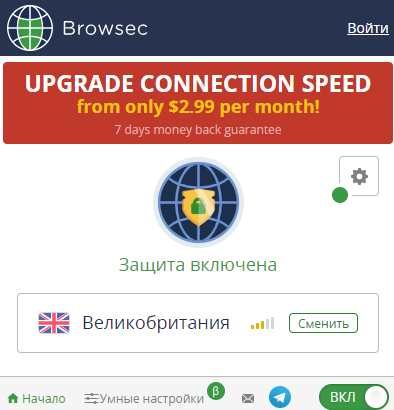 Browsec
Войти
UPGRADE CONNECTION SPEED
from only $2.99 per month!
7 days money back guarantee
Защита включена
Великобритания
Сменить
Начало
Умные настройки
β
ВКЛ